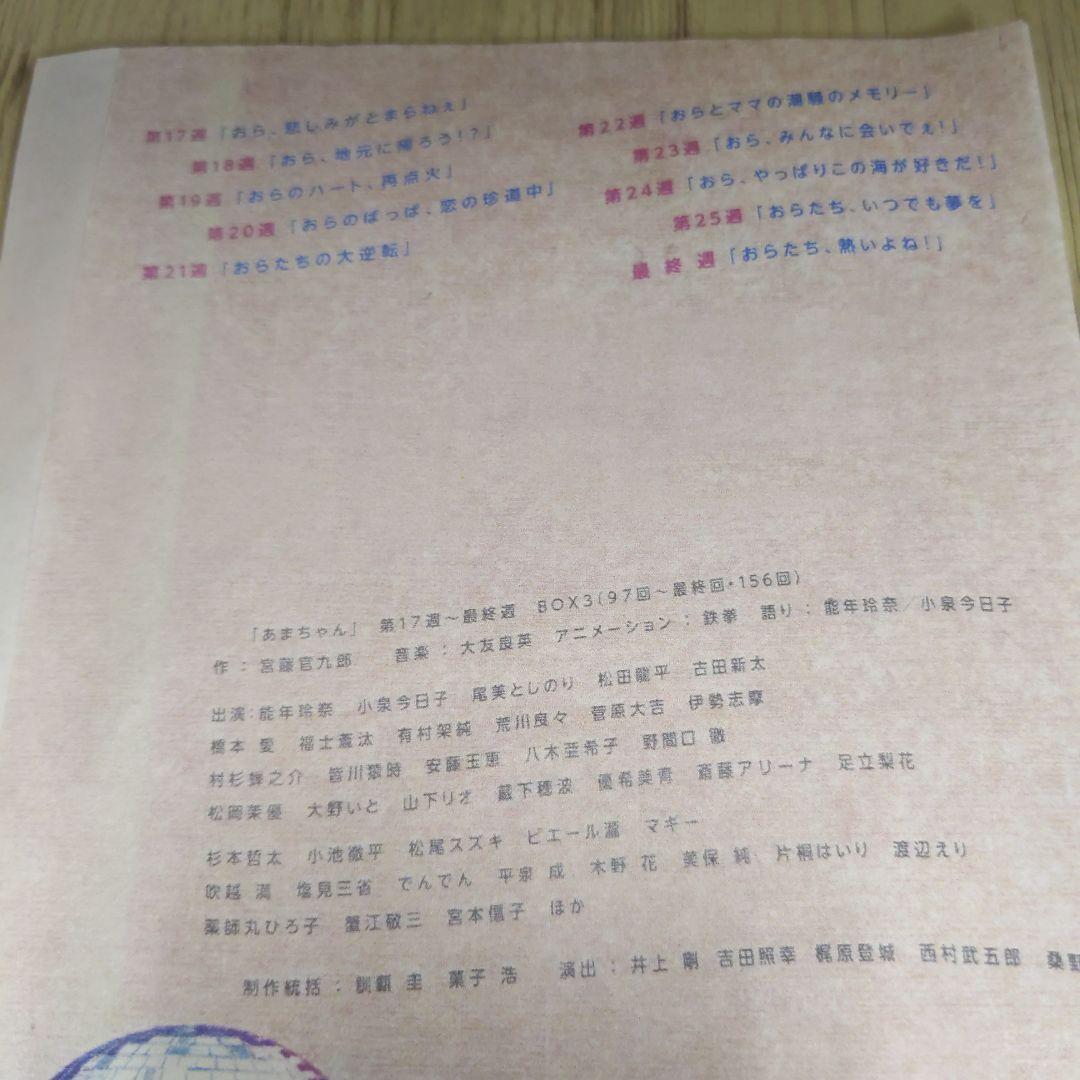 第17週「おら、悲しみがとまらねぇ」
第18週「おら、地元に帰ろう!?」
第19週「おらのハート、再点火」
第20週「おらのばっぱ、恋の珍道中」
第21週「おらたちの大逆転」
第22週「おらとママの潮騒のメモリー」
第23週「おら、みんなに会いでぇ!」
第24週「おら、やっぱりこの海が好きだ!」
第25週「おらたち、いつでも夢を」
最終週「おらたち、熱いよね!」
「あまちゃん」 第17週～最終週 BOX3(97回～最終回・156回)
作：宮藤官九郎 音楽：大友良英 アニメーション：鉄拳 語り：能年玲奈／小泉今日子
出演:能年玲奈 小泉今日子 尾美としのり 松田龍平 古田新太
橋本 愛 福士蒼汰 有村架純 荒川良々 菅原大吉 伊勢志摩
村杉蝉之介 皆川猿時 安藤玉恵 八木亜希子 野間口 徹
松岡茉優 大野いと 山下リオ 蔵下穂波 優希美青 斎藤アリーナ 足立梨花
杉本哲太 小池徹平 松尾スズキ ピエール瀧 マギー
吹越 満 塩見三省 でんでん 平泉 成 木野 花 美保 純 片桐はいり 渡辺えり
薬師丸ひろ子 蟹江敬三 宮本信子 ほか
制作統括：訓覇 圭 菓子 浩 演出：井上 剛 吉田照幸 梶原登城 西村武五郎 桑野